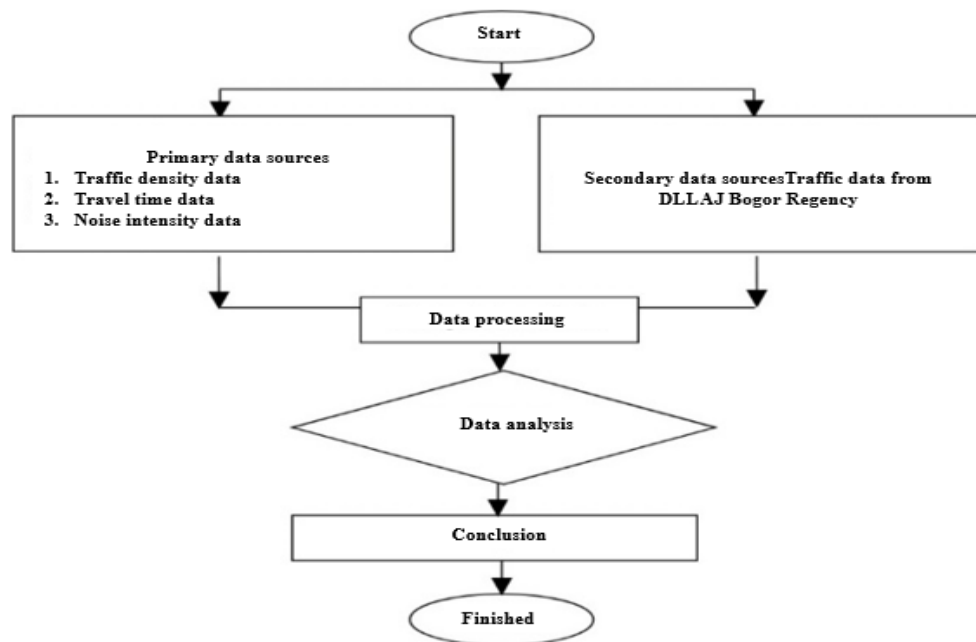 Start
Primary data sources
1. Traffic density data
2. Travel time data
3. Noise intensity data
Secondary data sourcesTraffic data from
DLLAJ Bogor Regency
Data processing
Data analysis
Conclusion
Finished